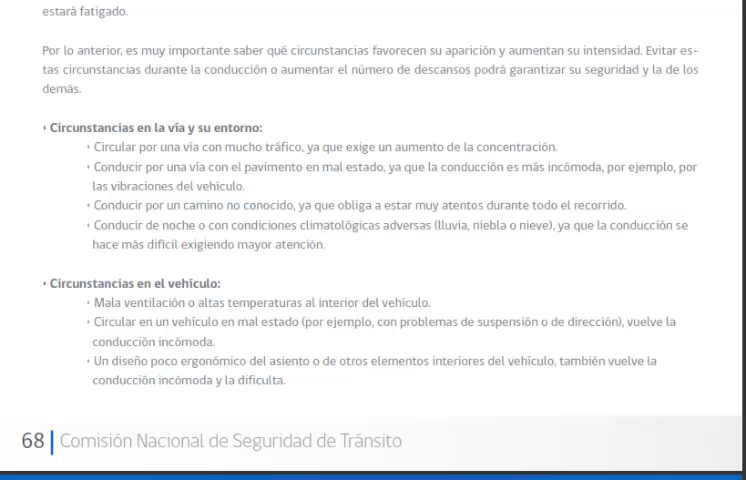 estará fatigado.
Por lo anterior, es muy importante saber qué circunstancias favorecen su aparición y aumentan su intensidad. Evitar es-
tas circunstancias durante la conducción o aumentar el número de descansos podrá garantizar su seguridad y la de los
demás.
• Circunstancias en la vía y su entorno:
• Circular por una vía con mucho tráfico, ya que exige un aumento de la concentración.
• Conducir por una vía con el pavimento en mal estado, ya que la conducción es más incómoda, por ejemplo, por
las vibraciones del vehículo.
• Conducir por un camino no conocido, ya que obliga a estar muy atentos durante todo el recorrido.
• Conducir de noche o con condiciones climatológicas adversas (lluvia, niebla o nieve), ya que la conducción se
hace más difícil exigiendo mayor atención.
• Circunstancias en el vehículo:
• Mala ventilación o altas temperaturas al interior del vehículo.
• Circular en un vehículo en mal estado (por ejemplo, con problemas de suspensión o de dirección), vuelve la
conducción incómoda.
• Un diseño poco ergonómico del asiento o de otros elementos interiores del vehículo, también vuelve la
conducción incómoda y la dificulta.
68 | Comisión Nacional de Seguridad de Tránsito